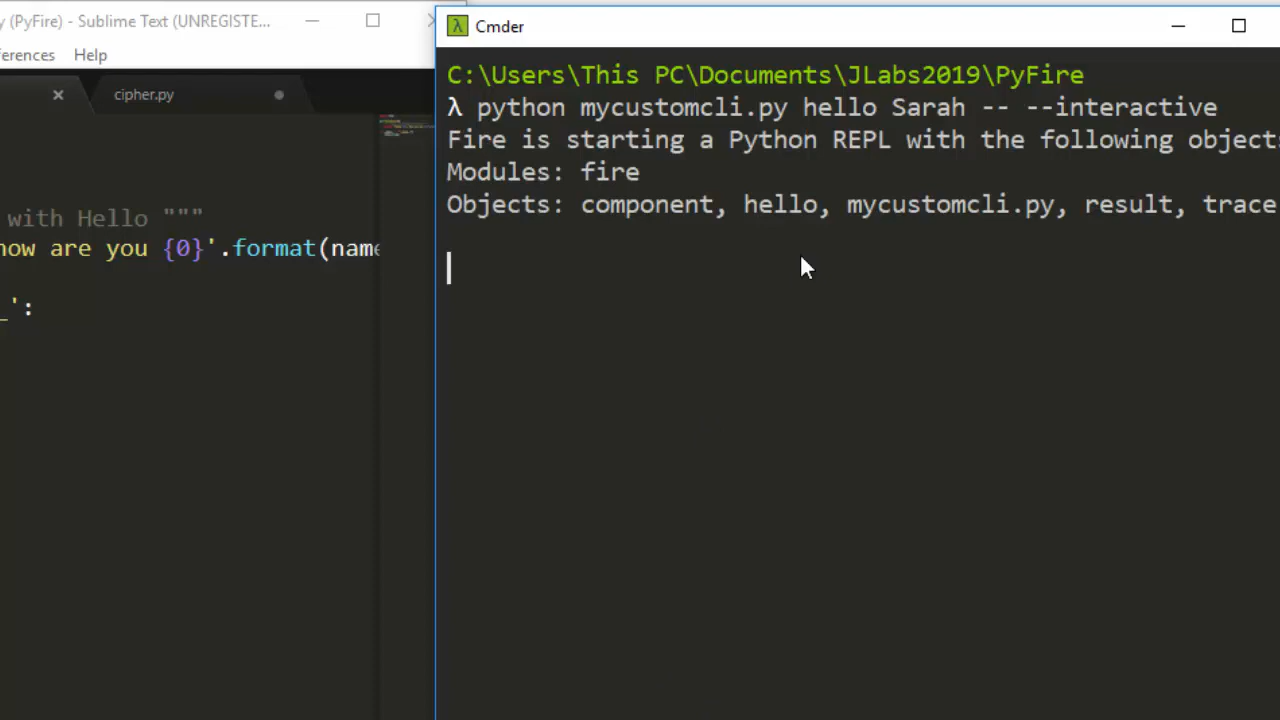 y (PyFire) - Sublime Text (UNREGISTE...
erences Help
cipher.py
with Hello """
how are you {0}'.format(name
_':
Cmder
C:\Users\This PC\Documents\JLabs2019\PyFire
λ python mycustomcli.py hello Sarah -- --interactive
Fire is starting a Python REPL with the following object
Modules: fire
Objects: component, hello, mycustomcli.py, result, trace